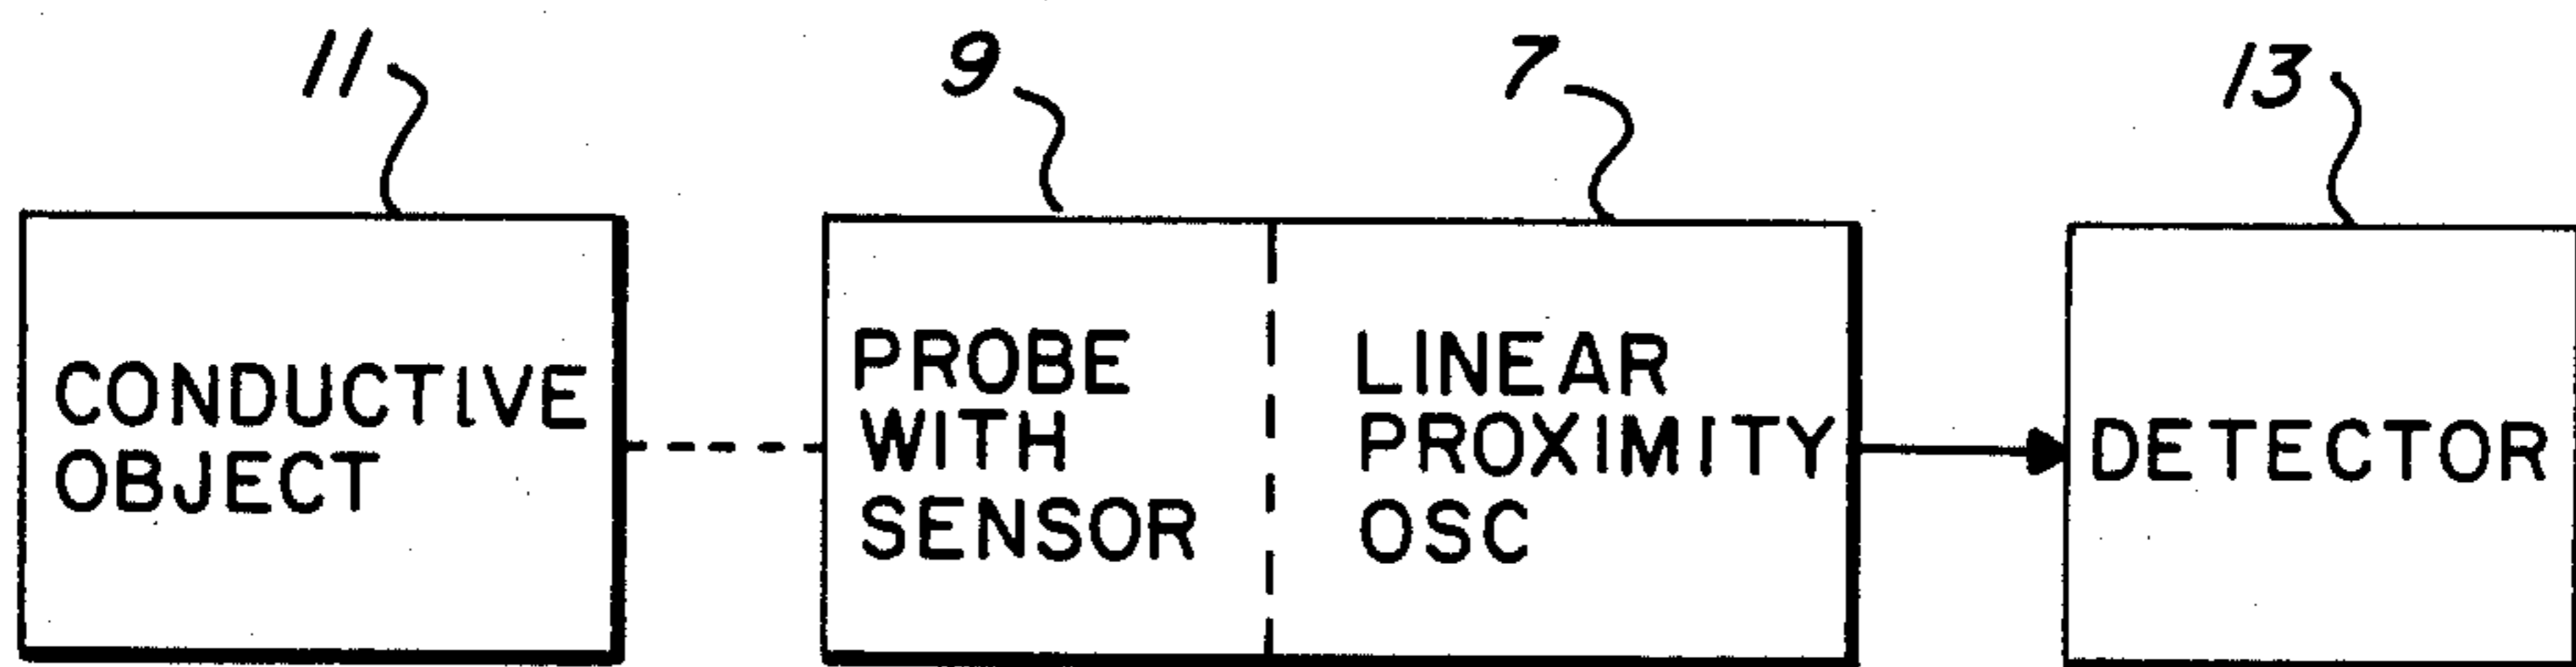 11
9
7
13
CONDUCTIVE
OBJECT
PROBE
WITH
SENSOR
LINEAR
PROXIMITY
OSC
DETECTOR